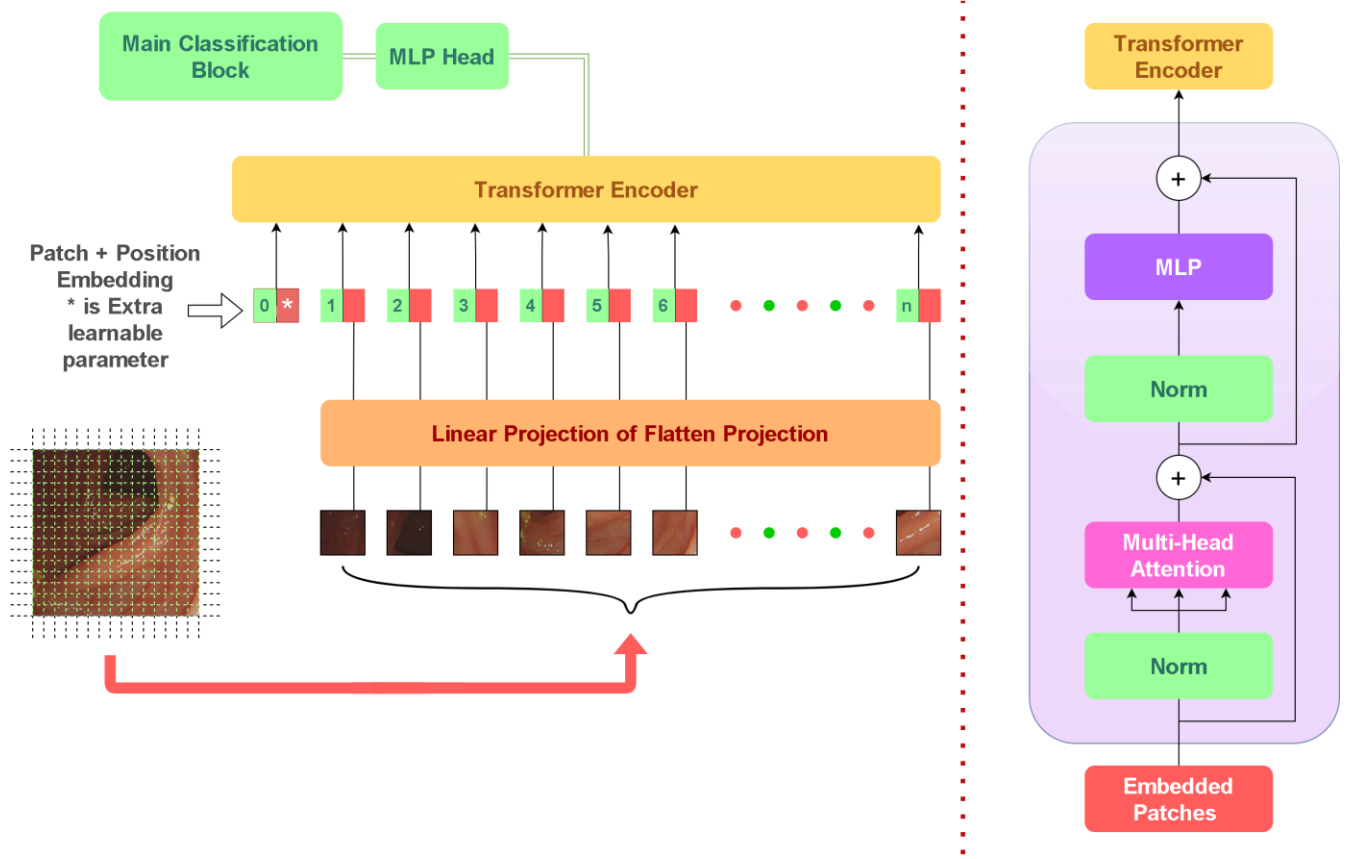 Main Classification
Block
MLP Head
Transformer Encoder
Patch + Position
Embedding
* is Extra
learnable
parameter
0 * 1 2 3 4 5 6 n
Linear Projection of Flatten Projection
Transformer
Encoder
+
MLP
Norm
+
Multi-Head
Attention
Norm
Embedded
Patches